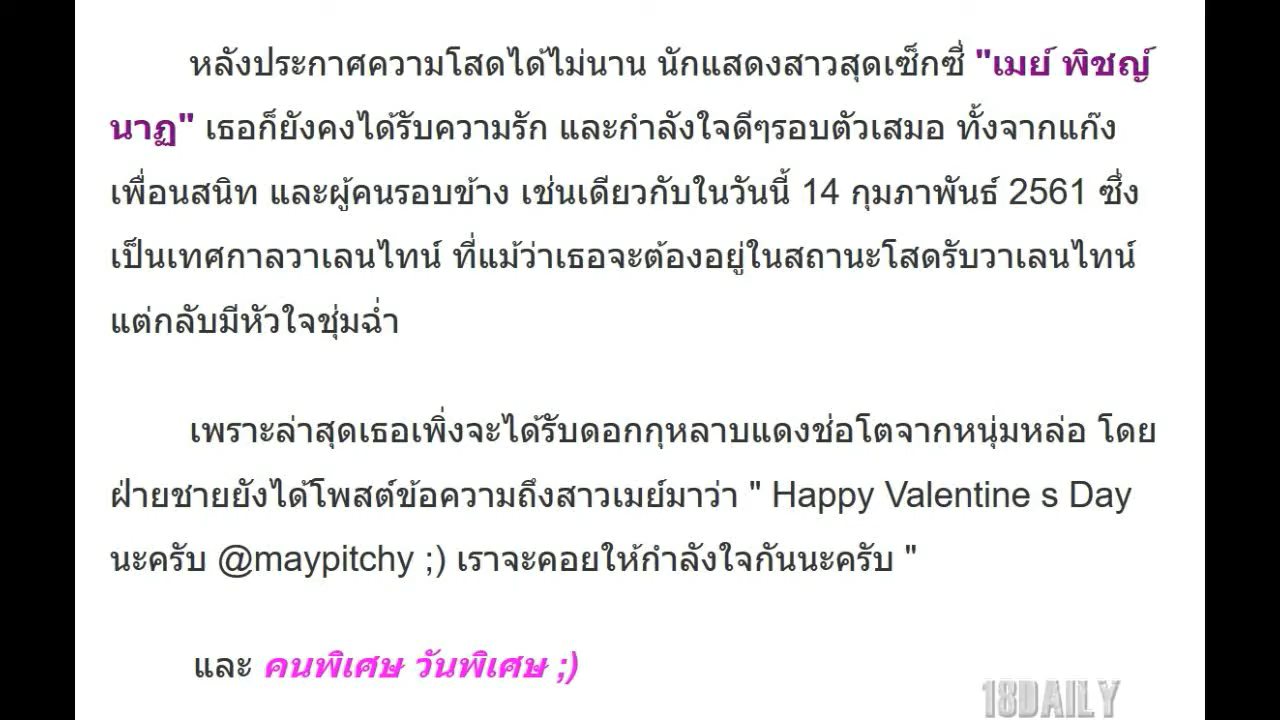 หลังประกาศความโสดได้ไม่นาน นักแสดงสาวสุดเซ็กซี่ "เมย์ พิชญ์
นาฏ" เธอก็ยังคงได้รับความรัก และกำลังใจดีๆรอบตัวเสมอ ทั้งจากแก๊ง
เพื่อนสนิท และผู้คนรอบข้าง เช่นเดียวกับในวันนี้ 14 กุมภาพันธ์ 2561 ซึ่ง
เป็นเทศกาลวาเลนไทน์ ที่แม้ว่าเธอจะต้องอยู่ในสถานะโสดรับวาเลนไทน์
แต่กลับมีหัวใจชุ่มฉ่ำ
เพราะล่าสุดเธอเพิ่งจะได้รับดอกกุหลาบแดงช่อโตจากหนุ่มหล่อ โดย
ฝ่ายชายยังได้โพสต์ข้อความถึงสาวเมย์มาว่า " Happy Valentine s Day
นะครับ @maypitchy ;) เราจะคอยให้กำลังใจกันนะครับ "
และ คนพิเศษ วันพิเศษ ;)
18DAILY